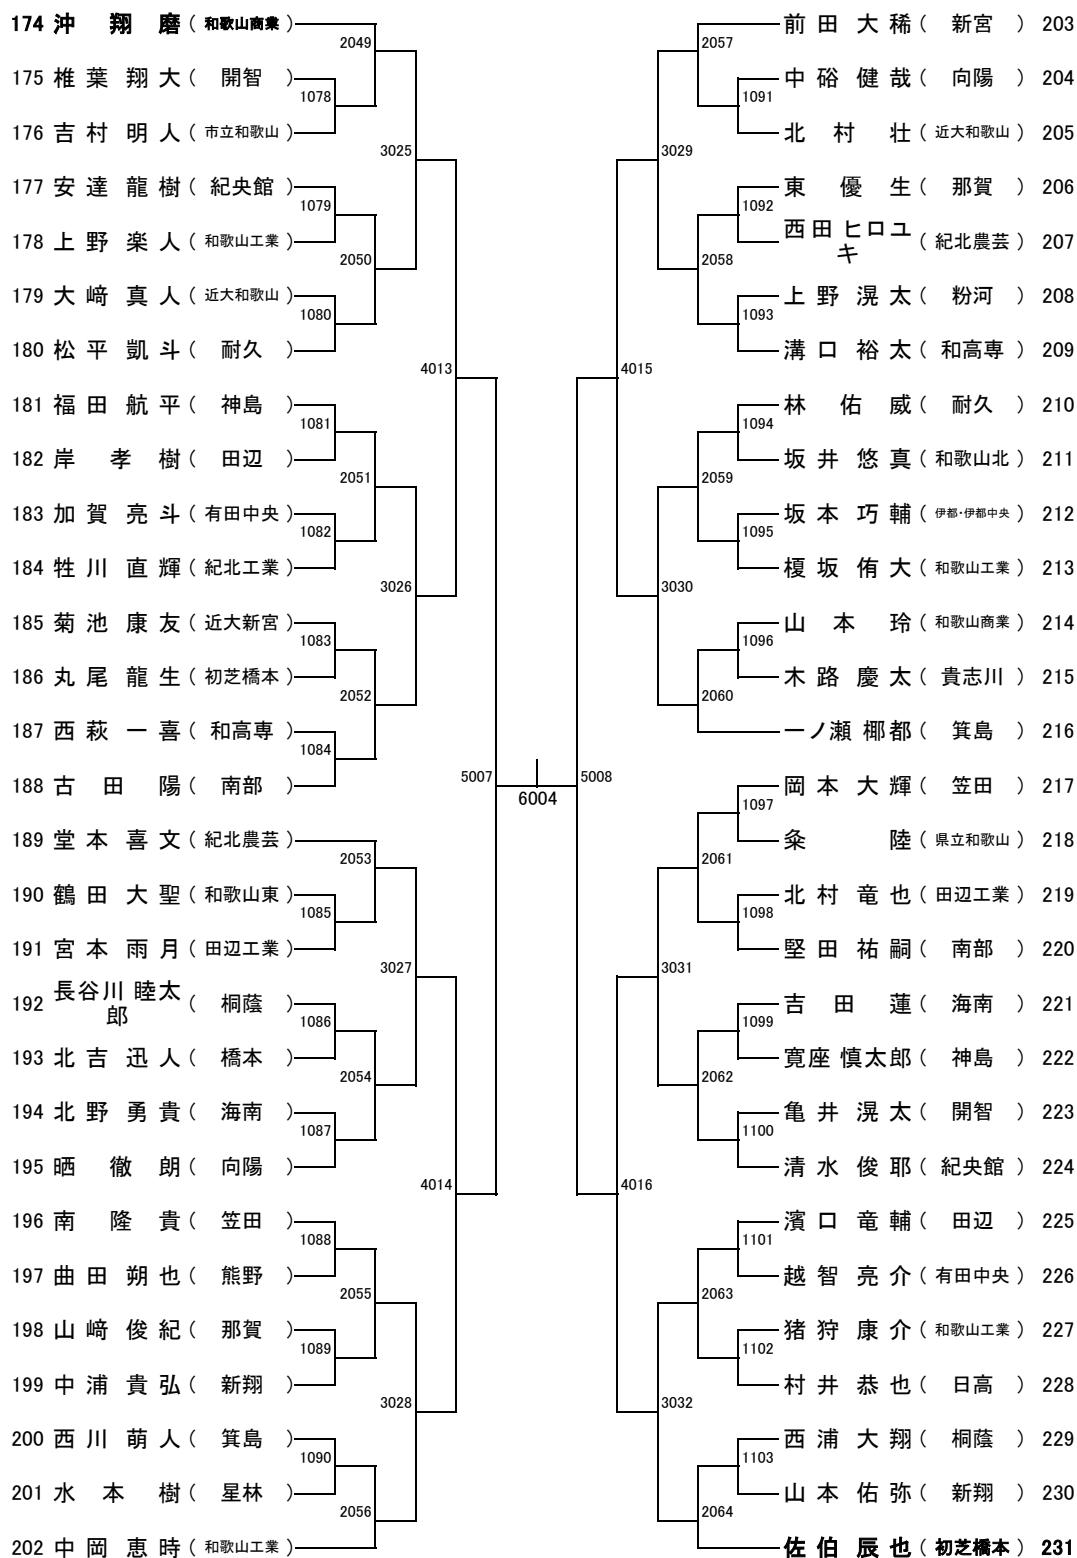 174 沖 翔 磨 ( 和歌山商業 )
2049
175 椎 葉 翔 大 ( 開智 )
1078
176 吉 村 明 人 ( 市立和歌山 )
3025
177 安 達 龍 樹 ( 紀央館 )
1079
178 上 野 楽 人 ( 和歌山工業 )
2050
179 大 﨑 真 人 ( 近大和歌山 )
1080
180 松 平 凱 斗 ( 耐久 )
4013
181 福 田 航 平 ( 神島 )
1081
182 岸 孝 樹 ( 田辺 )
2051
183 加 賀 亮 斗 ( 有田中央 )
1082
184 牲 川 直 輝 ( 紀北工業 )
3026
185 菊 池 康 友 ( 近大新宮 )
1083
186 丸 尾 龍 生 ( 初芝橋本 )
2052
187 西 萩 一 喜 ( 和高専 )
1084
188 古 田 陽 ( 南部 )
5007
6004
189 堂 本 喜 文 ( 紀北農芸 )
2053
190 鶴 田 大 聖 ( 和歌山東 )
1085
191 宮 本 雨 月 ( 田辺工業 )
3027
192 長谷川 睦太
郎 ( 桐蔭 )
1086
193 北 吉 迅 人 ( 橋本 )
2054
194 北 野 勇 貴 ( 海南 )
1087
195 晒 徹 朗 ( 向陽 )
4014
196 南 隆 貴 ( 笠田 )
1088
197 曲 田 朔 也 ( 熊野 )
2055
198 山 﨑 俊 紀 ( 那賀 )
1089
199 中 浦 貴 弘 ( 新翔 )
3028
200 西 川 萌 人 ( 箕島 )
1090
201 水 本 樹 ( 星林 )
2056
202 中 岡 恵 時 ( 和歌山工業 )
前 田 大 稀 ( 新宮 ) 203
2057
中 硲 健 哉 ( 向陽 ) 204
1091
北 村 壮 ( 近大和歌山 ) 205
3029
東 優 生 ( 那賀 ) 206
1092
西 田 ヒロユ
キ ( 紀北農芸 ) 207
2058
上 野 滉 太 ( 粉河 ) 208
1093
溝 口 裕 太 ( 和高専 ) 209
4015
林 佑 威 ( 耐久 ) 210
1094
坂 井 悠 真 ( 和歌山北 ) 211
2059
坂 本 巧 輔 ( 伊都・伊都中央 ) 212
1095
榎 坂 侑 大 ( 和歌山工業 ) 213
3030
山 本 玲 ( 和歌山商業 ) 214
1096
木 路 慶 太 ( 貴志川 ) 215
2060
一ノ瀬 椰都 ( 箕島 ) 216
5008
岡 本 大 輝 ( 笠田 ) 217
1097
粂 陸 ( 県立和歌山 ) 218
2061
北 村 竜 也 ( 田辺工業 ) 219
1098
堅 田 祐 嗣 ( 南部 ) 220
3031
吉 田 蓮 ( 海南 ) 221
1099
寛座 慎太郎 ( 神島 ) 222
2062
亀 井 滉 太 ( 開智 ) 223
1100
清 水 俊 耶 ( 紀央館 ) 224
4016
濱 口 竜 輔 ( 田辺 ) 225
1101
越 智 亮 介 ( 有田中央 ) 226
2063
猪 狩 康 介 ( 和歌山工業 ) 227
1102
村 井 恭 也 ( 日高 ) 228
3032
西 浦 大 翔 ( 桐蔭 ) 229
1103
山 本 佑 弥 ( 新翔 ) 230
2064
佐 伯 辰 也 ( 初芝橋本 ) 231